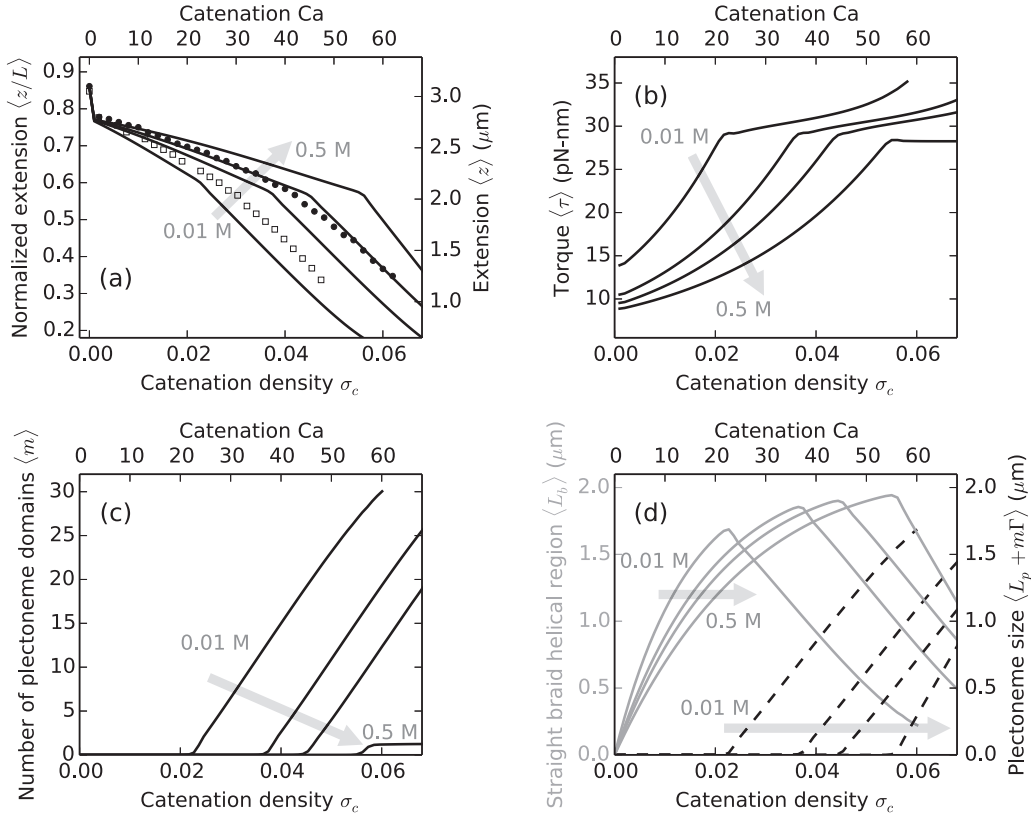 Catenation Ca
0 10 20 30 40 50 60
Normalized extension ⟨z/L⟩
0.9
0.8
0.7
0.6
0.5
0.4
0.3
0.2
(a)
0.5 M
0.01 M
3.0
2.5
2.0
1.5
1.0
Extension ⟨z⟩ (μm)
0.00 0.02 0.04 0.06
Catenation density σc
Catenation Ca
0 10 20 30 40 50 60
Torque ⟨τ⟩ (pN-nm)
35
30
25
20
15
10
(b)
0.01 M
0.5 M
0.00 0.02 0.04 0.06
Catenation density σc
Catenation Ca
0 10 20 30 40 50 60
Number of plectoneme domains ⟨m⟩
30
25
20
15
10
5
0
(c)
0.01 M
0.5 M
0.00 0.02 0.04 0.06
Catenation density σc
Catenation Ca
0 10 20 30 40 50 60
Straight braid helical region ⟨Lb⟩ (μm)
2.0
1.5
1.0
0.5
0.0
(d)
0.01 M
0.5 M
0.01 M
2.0
1.5
1.0
0.5
0.0
Plectoneme size ⟨Lp + mΓ⟩ (μm)
0.00 0.02 0.04 0.06
Catenation density σc